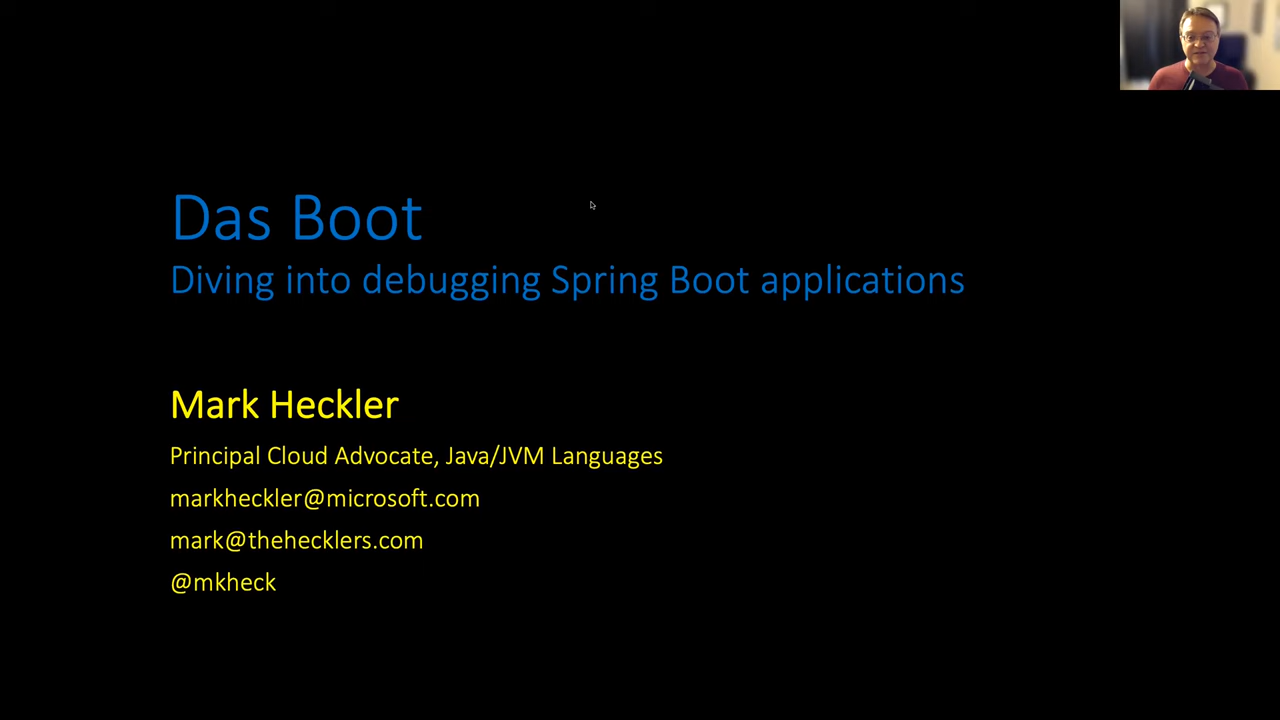 Das Boot
Diving into debugging Spring Boot applications
Mark Heckler
Principal Cloud Advocate, Java/JVM Languages
markheckler@microsoft.com
mark@thehecklers.com
@mkheck